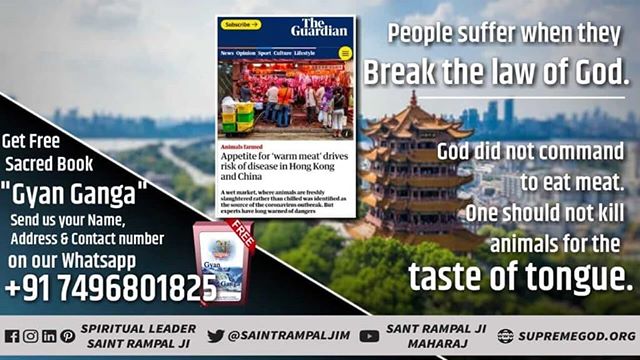 Subscribe →
The
Guardian
News Opinion Sport Culture Lifestyle
Animals farmed
Appetite for 'warm meat' drives
risk of disease in Hong Kong
and China
A wet market, where animals are freshly
slaughtered rather than chilled was identified as
the source of the coronavirus outbreak. But
experts have long warned of dangers
People suffer when they
Break the law of God.
God did not command
to eat meat.
One should not kill
animals for the
taste of tongue.
Get Free
Sacred Book
"Gyan Ganga"
Send us your Name,
Address & Contact number
on our Whatsapp
+91 7496801825
FREE
Gyan
Ganga
SPIRITUAL LEADER
SAINT RAMPAL JI
@SAINTRAMPALJIM
SANT RAMPAL JI
MAHARAJ
SUPREMEGOD.ORG